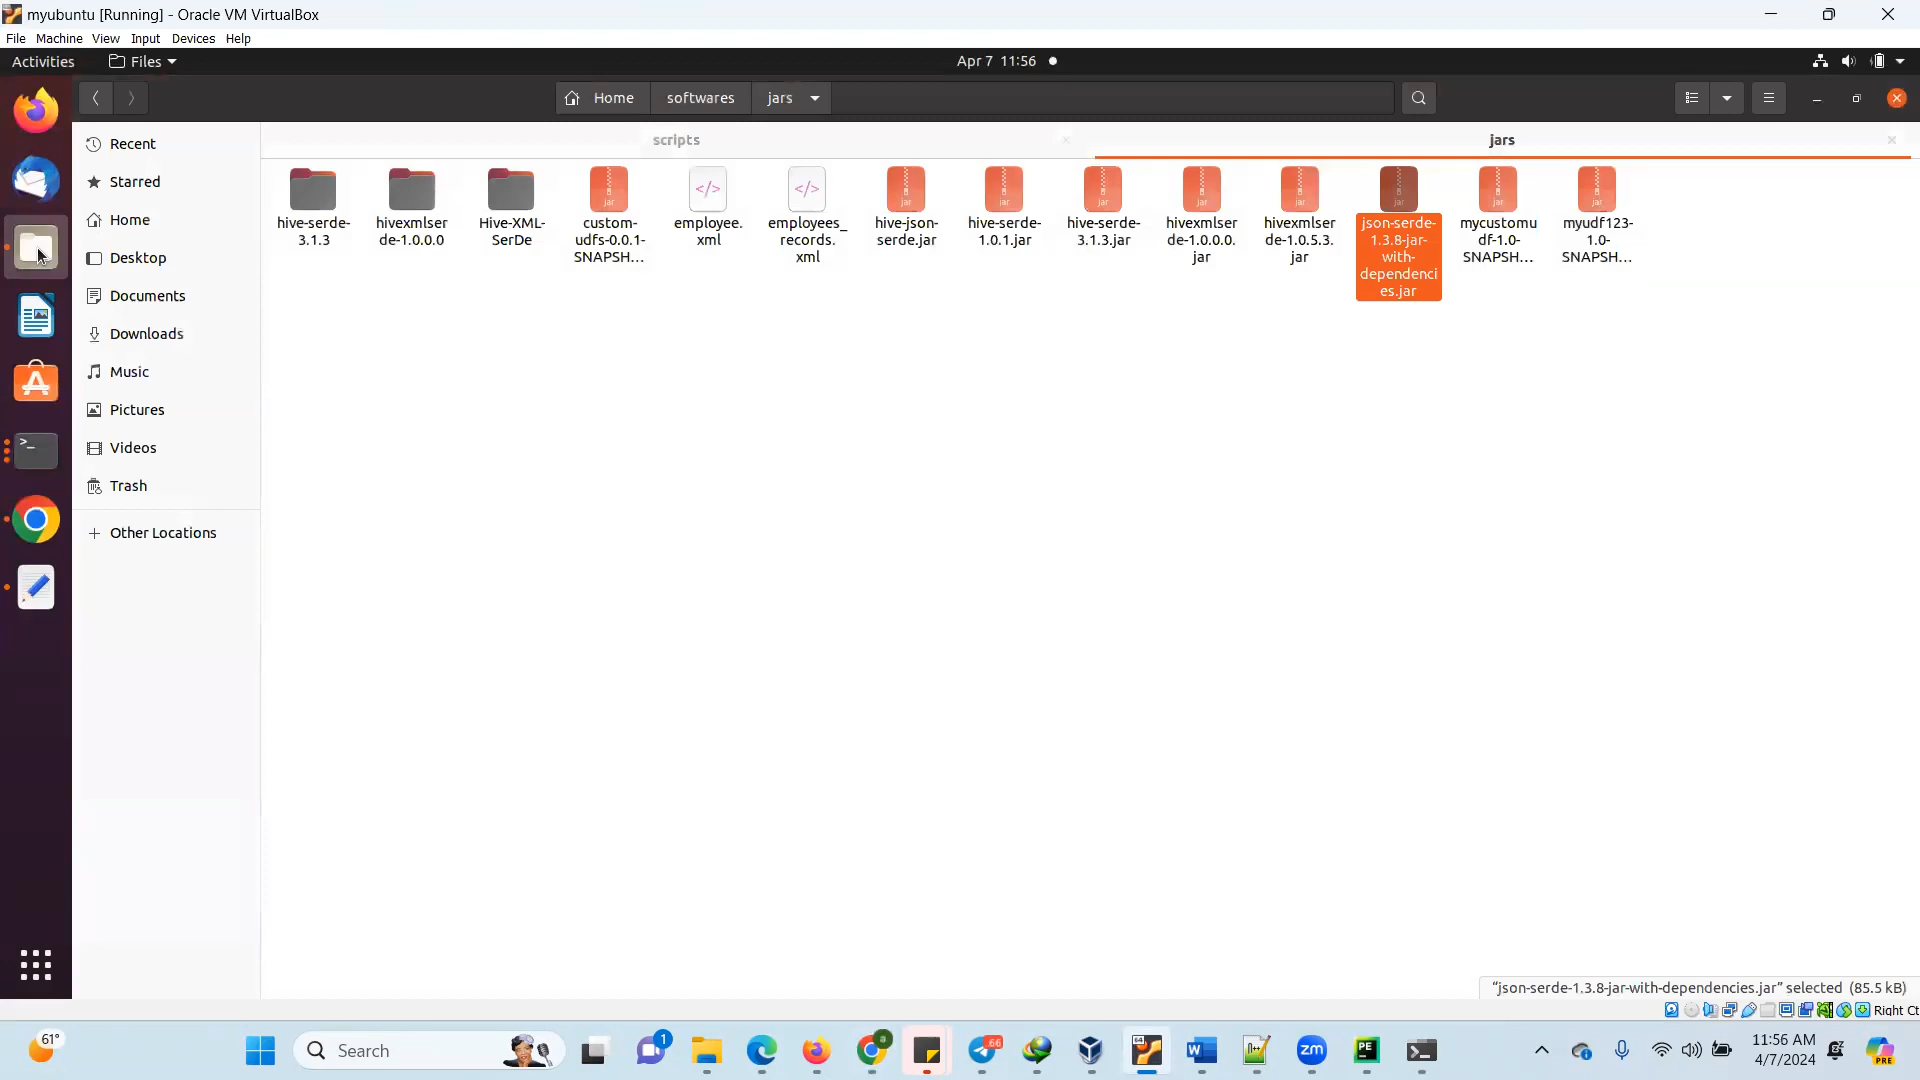 myubuntu [Running] - Oracle VM VirtualBox
File Machine View Input Devices Help
Activities Files Apr 7 11:56
Home softwares jars
scripts jars
Recent
Starred
Home
Desktop
Documents
Downloads
Music
Pictures
Videos
Trash
Other Locations
hive-serde-
3.1.3
hivexmlser
de-1.0.0.0
Hive-XML-
SerDe
custom-
udfs-0.0.1-
SNAPSH...
employee.
xml
employees_
records.
xml
hive-json-
serde.jar
hive-serde-
1.0.1.jar
hive-serde-
3.1.3.jar
hivexmlser
de-1.0.0.0.
jar
hivexmlser
de-1.0.5.3.
jar
json-serde-
1.3.8-jar-
with-
dependenci
es.jar
mycustomu
df-1.0-
SNAPSH...
myudf123-
1.0-
SNAPSH...
"json-serde-1.3.8-jar-with-dependencies.jar" selected (85.5 kB)
Right Ct
61°
Search
1
66
11:56 AM
4/7/2024
PRE